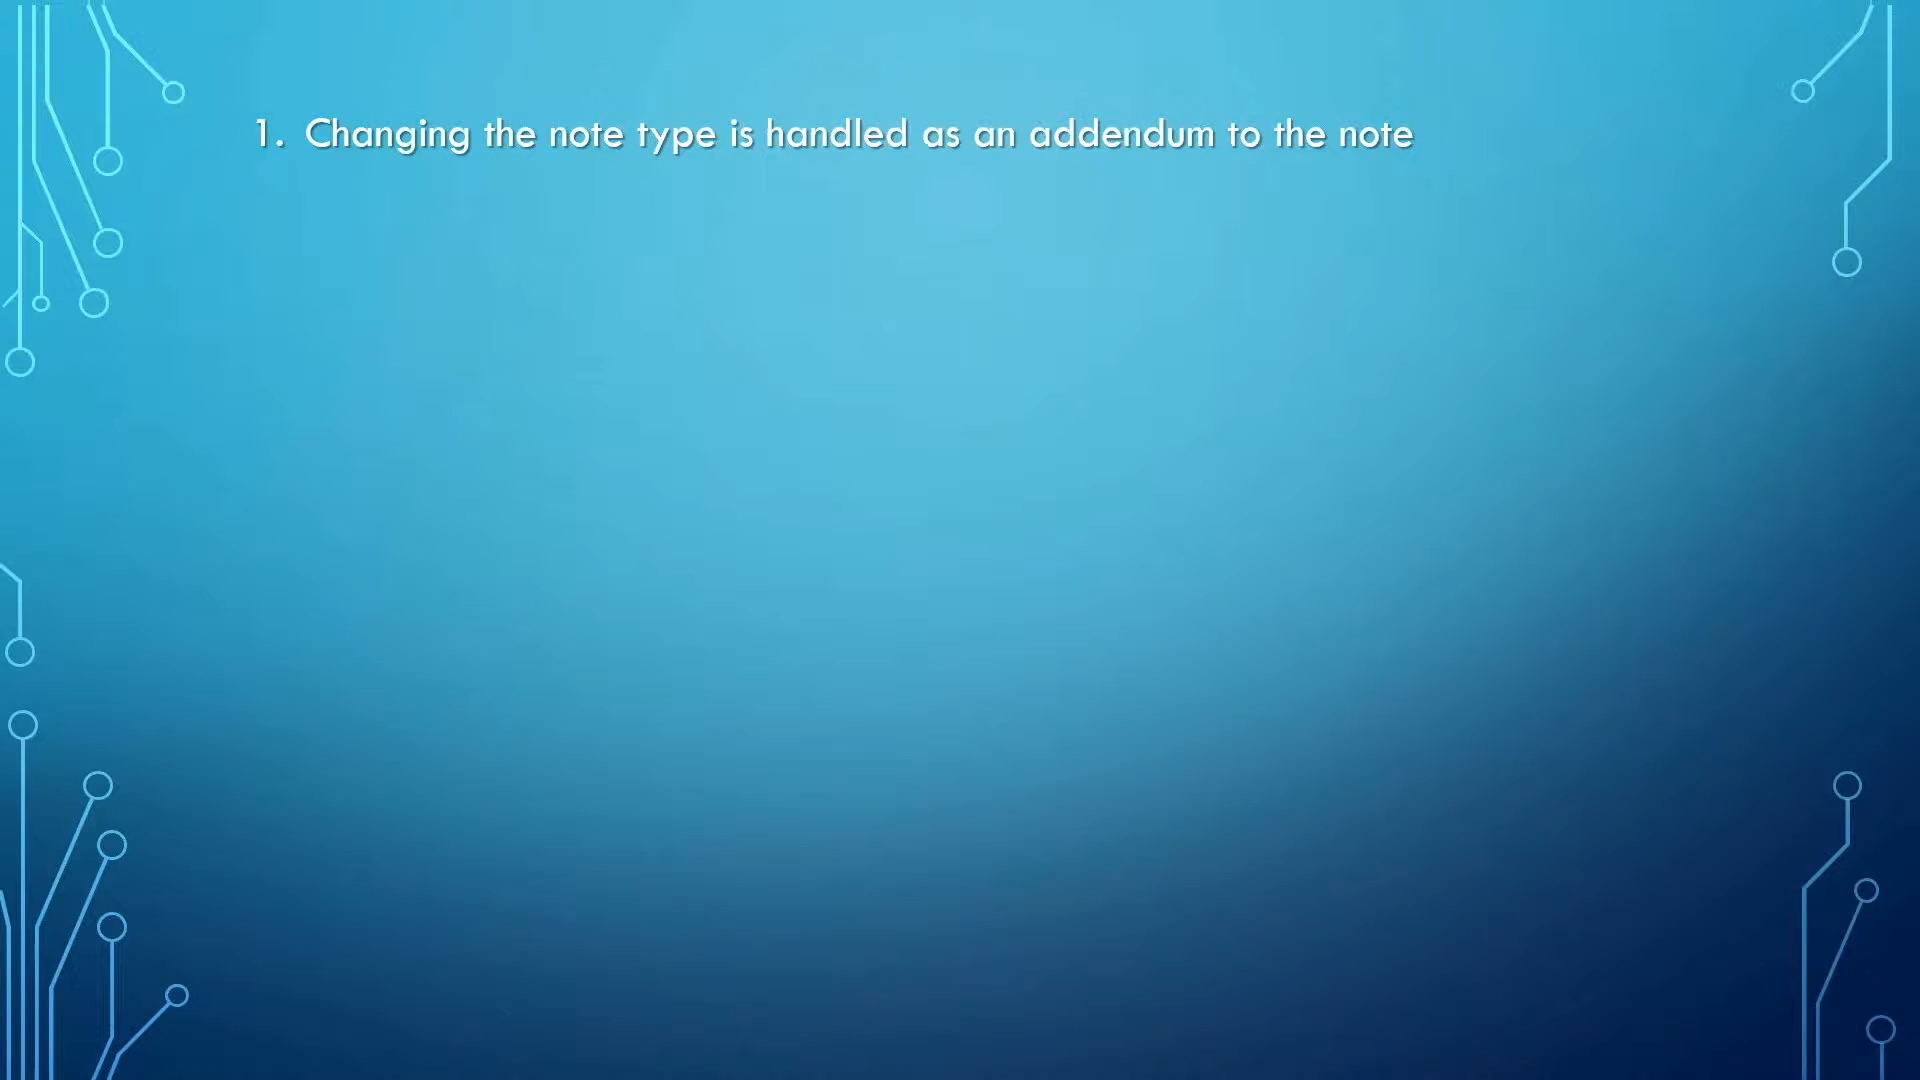 1. Changing the note type is handled as an addendum to the note